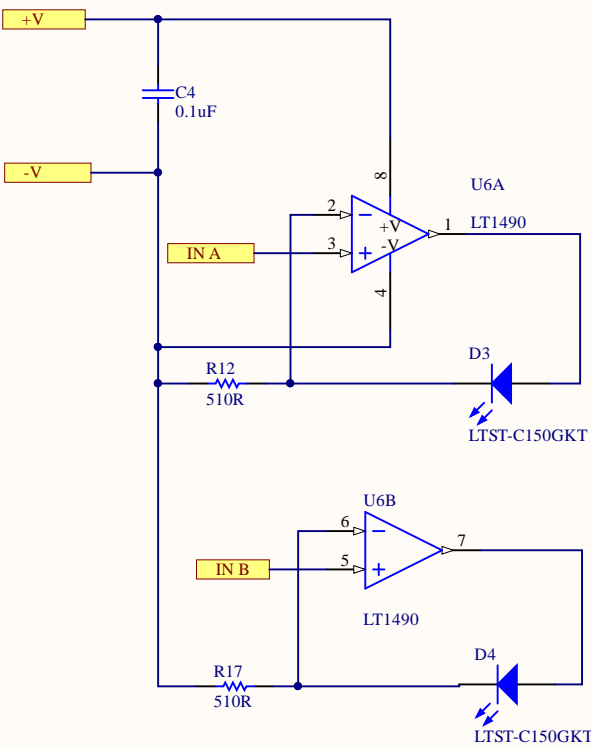 +V
C4
0.1uF
-V
8
U6A
2
1
LT1490
+V
-V
3
IN A
4
D3
R12
510R
LTST-C150GKT
U6B
6
7
5
IN B
LT1490
D4
R17
510R
LTST-C150GKT